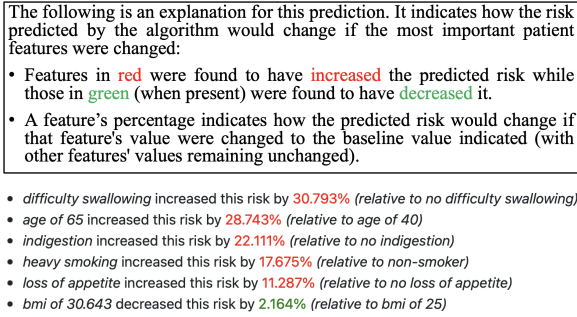 The following is an explanation for this prediction. It indicates how the risk
predicted by the algorithm would change if the most important patient
features were changed:
• Features in red were found to have increased the predicted risk while
those in green (when present) were found to have decreased it.
• A feature's percentage indicates how the predicted risk would change if
that feature's value were changed to the baseline value indicated (with
other features' values remaining unchanged).
• difficulty swallowing increased this risk by 30.793% (relative to no difficulty swallowing)
• age of 65 increased this risk by 28.743% (relative to age of 40)
• indigestion increased this risk by 22.111% (relative to no indigestion)
• heavy smoking increased this risk by 17.675% (relative to non-smoker)
• loss of appetite increased this risk by 11.287% (relative to no loss of appetite)
• bmi of 30.643 decreased this risk by 2.164% (relative to bmi of 25)